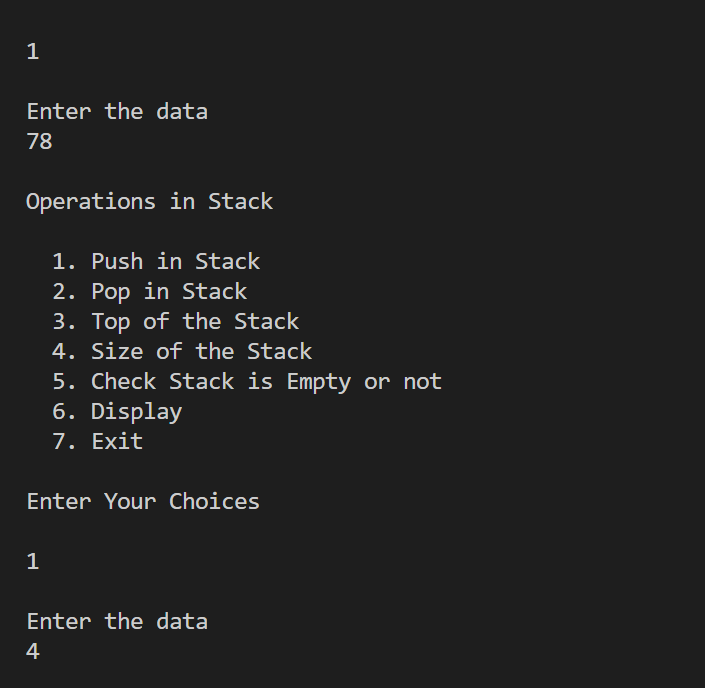 1
Enter the data
78
Operations in Stack
1. Push in Stack
2. Pop in Stack
3. Top of the Stack
4. Size of the Stack
5. Check Stack is Empty or not
6. Display
7. Exit
Enter Your Choices
1
Enter the data
4